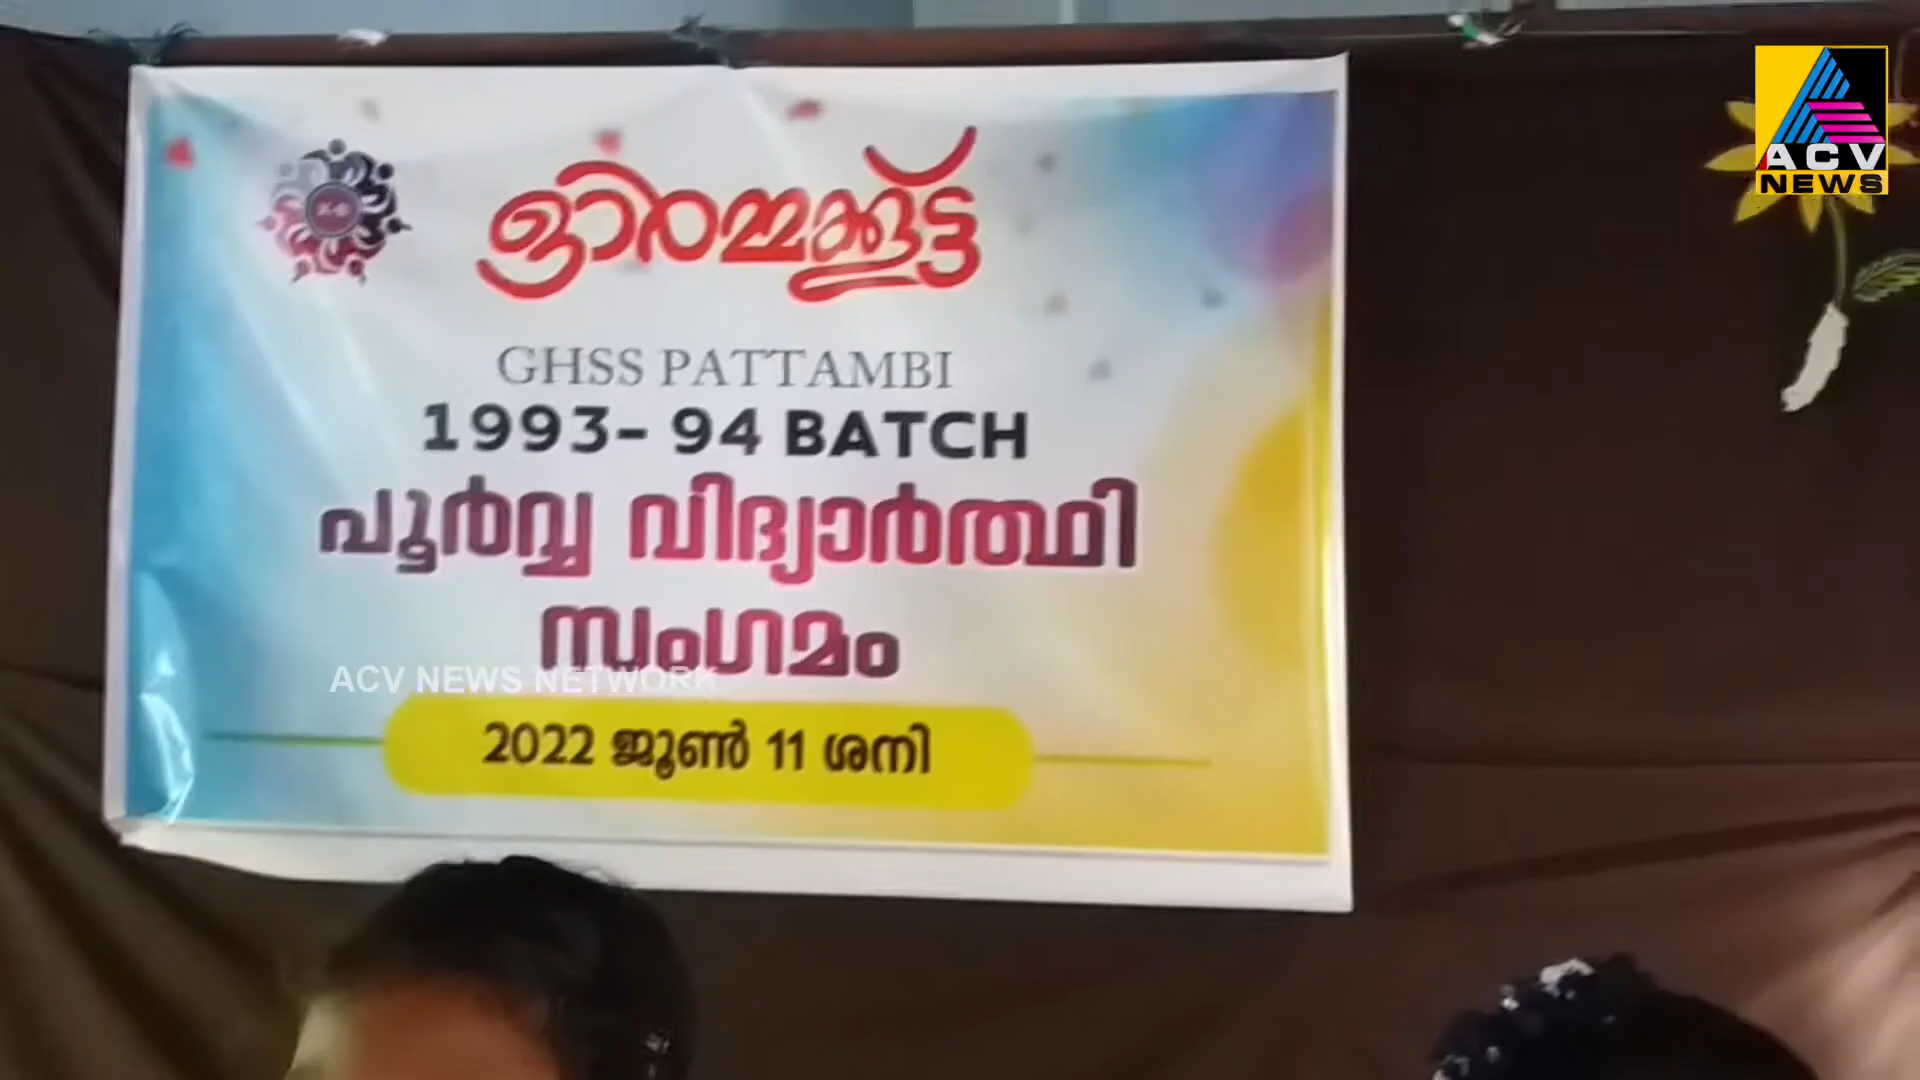 ഓർമ്മക്കൂട്ട്
GHSS PATTAMBI
1993- 94 BATCH
പൂർവ്വ വിദ്യാർത്ഥി
സംഗമം
2022 ജൂൺ 11 ശനി
ACV NEWS NETWORK
ACV
NEWS